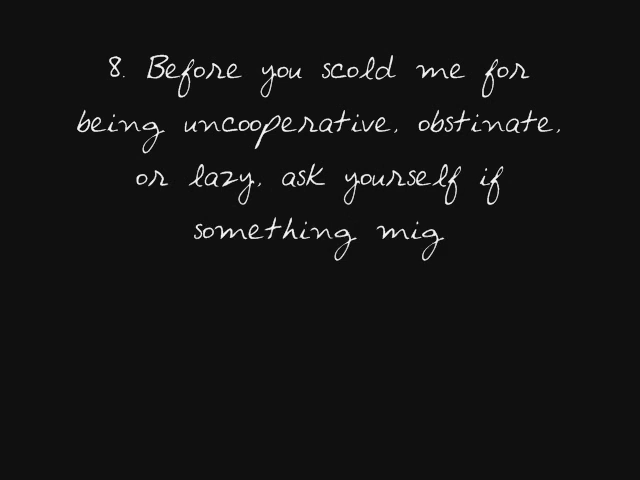 8. Before you scold me for
being uncooperative, obstinate,
or lazy, ask yourself if
something mig